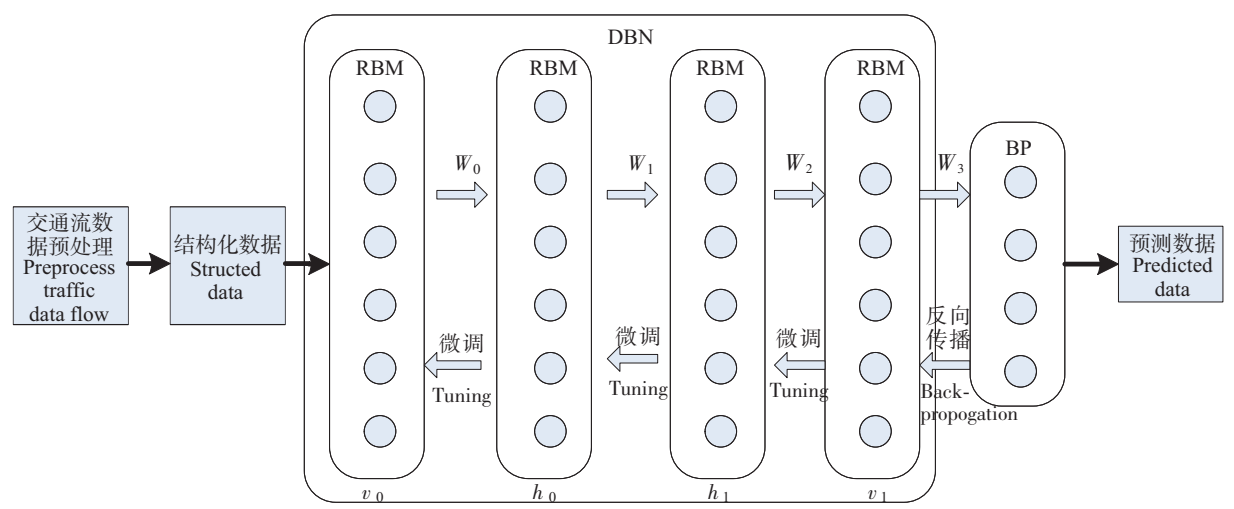 DBN
RBM
RBM
RBM
RBM
BP
W0
W1
W2
W3
交通流数
据预处理
Preprocess
traffic
data flow
结构化数据
Structed
data
预测数据
Predicted
data
微调
Tuning
微调
Tuning
微调
Tuning
反向
传播
Back-
propogation
v0
h0
h1
v1